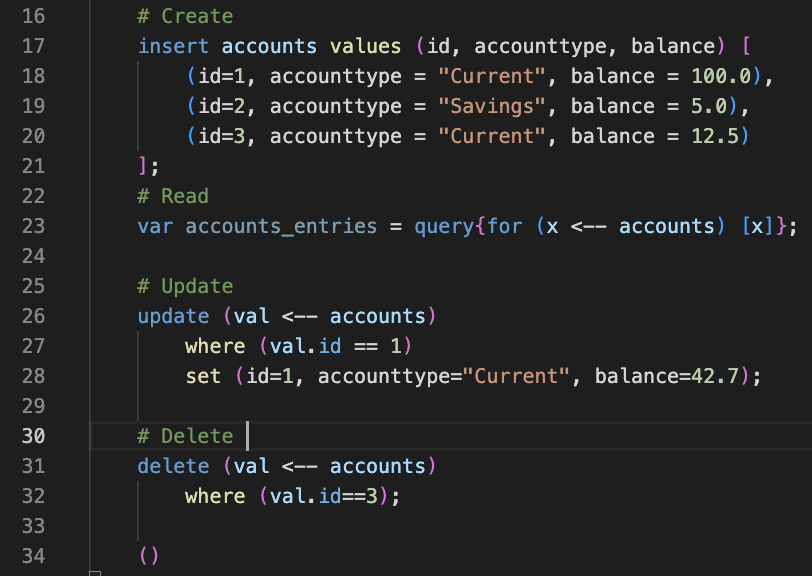 16 # Create
17 insert accounts values (id, accounttype, balance) [
18 (id=1, accounttype = "Current", balance = 100.0),
19 (id=2, accounttype = "Savings", balance = 5.0),
20 (id=3, accounttype = "Current", balance = 12.5)
21 ];
22 # Read
23 var accounts_entries = query{for (x <-- accounts) [x]};
24
25 # Update
26 update (val <-- accounts)
27 where (val.id == 1)
28 set (id=1, accounttype="Current", balance=42.7);
29
30 # Delete
31 delete (val <-- accounts)
32 where (val.id==3);
33
34 ()